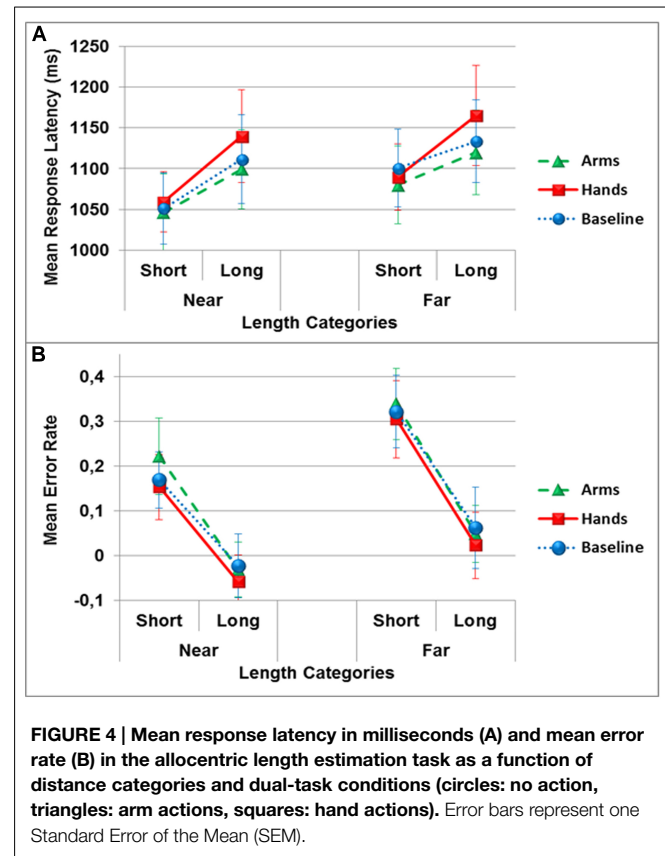 A
Mean Response Latency (ms)
1250
1200
1150
1100
1050
1000
Short Long Short Long
Near Far
Length Categories
Arms
Hands
Baseline
B
Mean Error Rate
0,4
0,3
0,2
0,1
0
-0,1
Short Long Short Long
Near Far
Length Categories
Arms
Hands
Baseline
FIGURE 4 | Mean response latency in milliseconds (A) and mean error
rate (B) in the allocentric length estimation task as a function of
distance categories and dual-task conditions (circles: no action,
triangles: arm actions, squares: hand actions). Error bars represent one
Standard Error of the Mean (SEM).